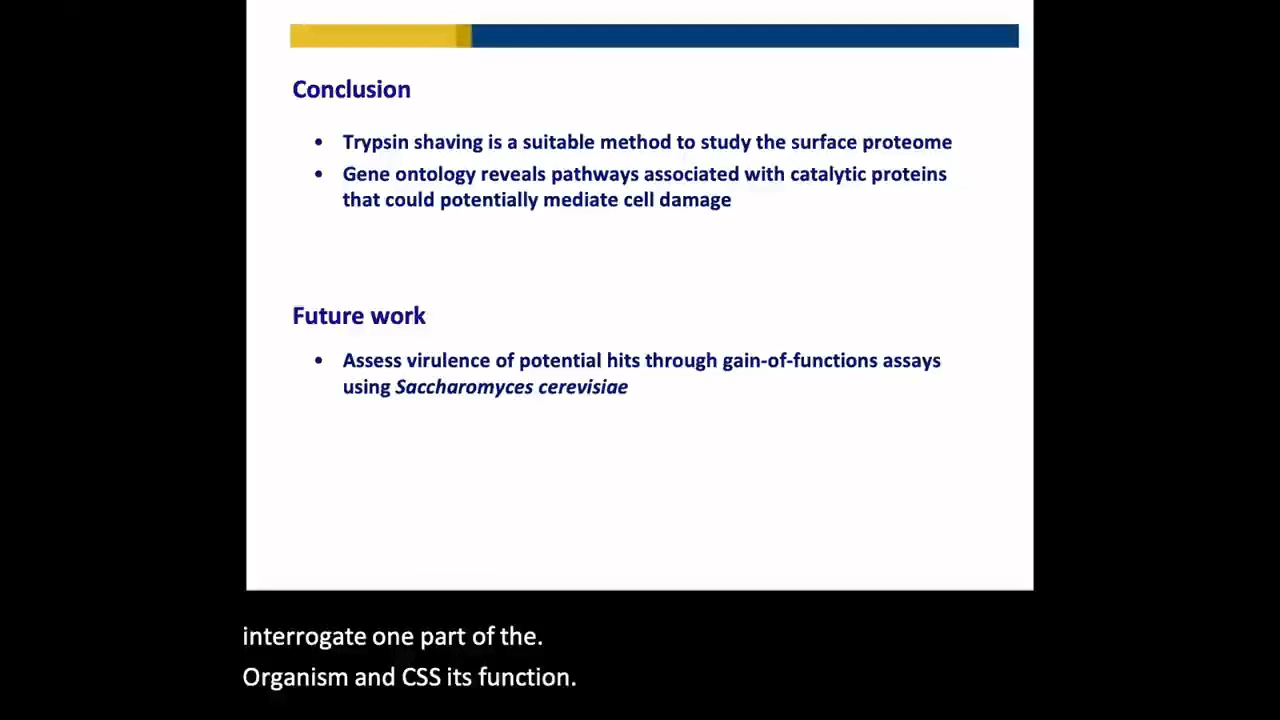 Conclusion
• Trypsin shaving is a suitable method to study the surface proteome
• Gene ontology reveals pathways associated with catalytic proteins
that could potentially mediate cell damage
Future work
• Assess virulence of potential hits through gain-of-functions assays
using Saccharomyces cerevisiae
interrogate one part of the.
Organism and CSS its function.